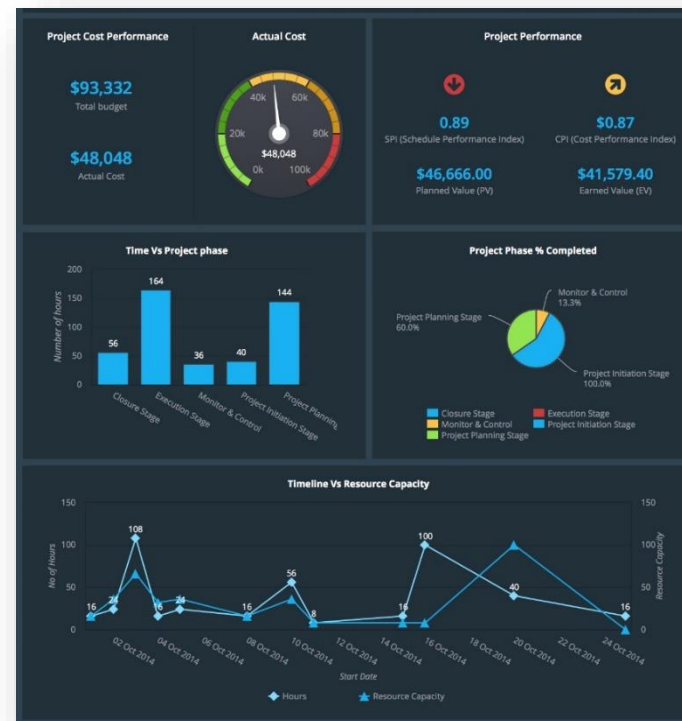 Project Cost Performance
$93,332
Total budget
$48,048
Actual Cost
Actual Cost
0k
20k
40k
60k
80k
100k
$48,048
Project Performance
0.89
SPI (Schedule Performance Index)
$0.87
CPI (Cost Performance Index)
$46,666.00
Planned Value (PV)
$41,579.40
Earned Value (EV)
Time Vs Project phase
Number of hours
200
150
100
50
0
56
164
36
40
144
Closure Stage
Execution Stage
Monitor & Control
Project Initiation Stage
Project Planning
Project Phase % Completed
Monitor & Control
13.3%
Project Planning Stage
60.0%
Project Initiation Stage
100.0%
Closure Stage
Execution Stage
Monitor & Control
Project Initiation Stage
Project Planning Stage
Timeline Vs Resource Capacity
No of Hours
150
100
50
0
16
24
108
16
24
16
56
8
16
100
40
16
150
100
50
0
Resource Capacity
02 Oct 2014
04 Oct 2014
06 Oct 2014
08 Oct 2014
10 Oct 2014
12 Oct 2014
14 Oct 2014
16 Oct 2014
18 Oct 2014
20 Oct 2014
22 Oct 2014
24 Oct 2014
Start Date
Hours
Resource Capacity